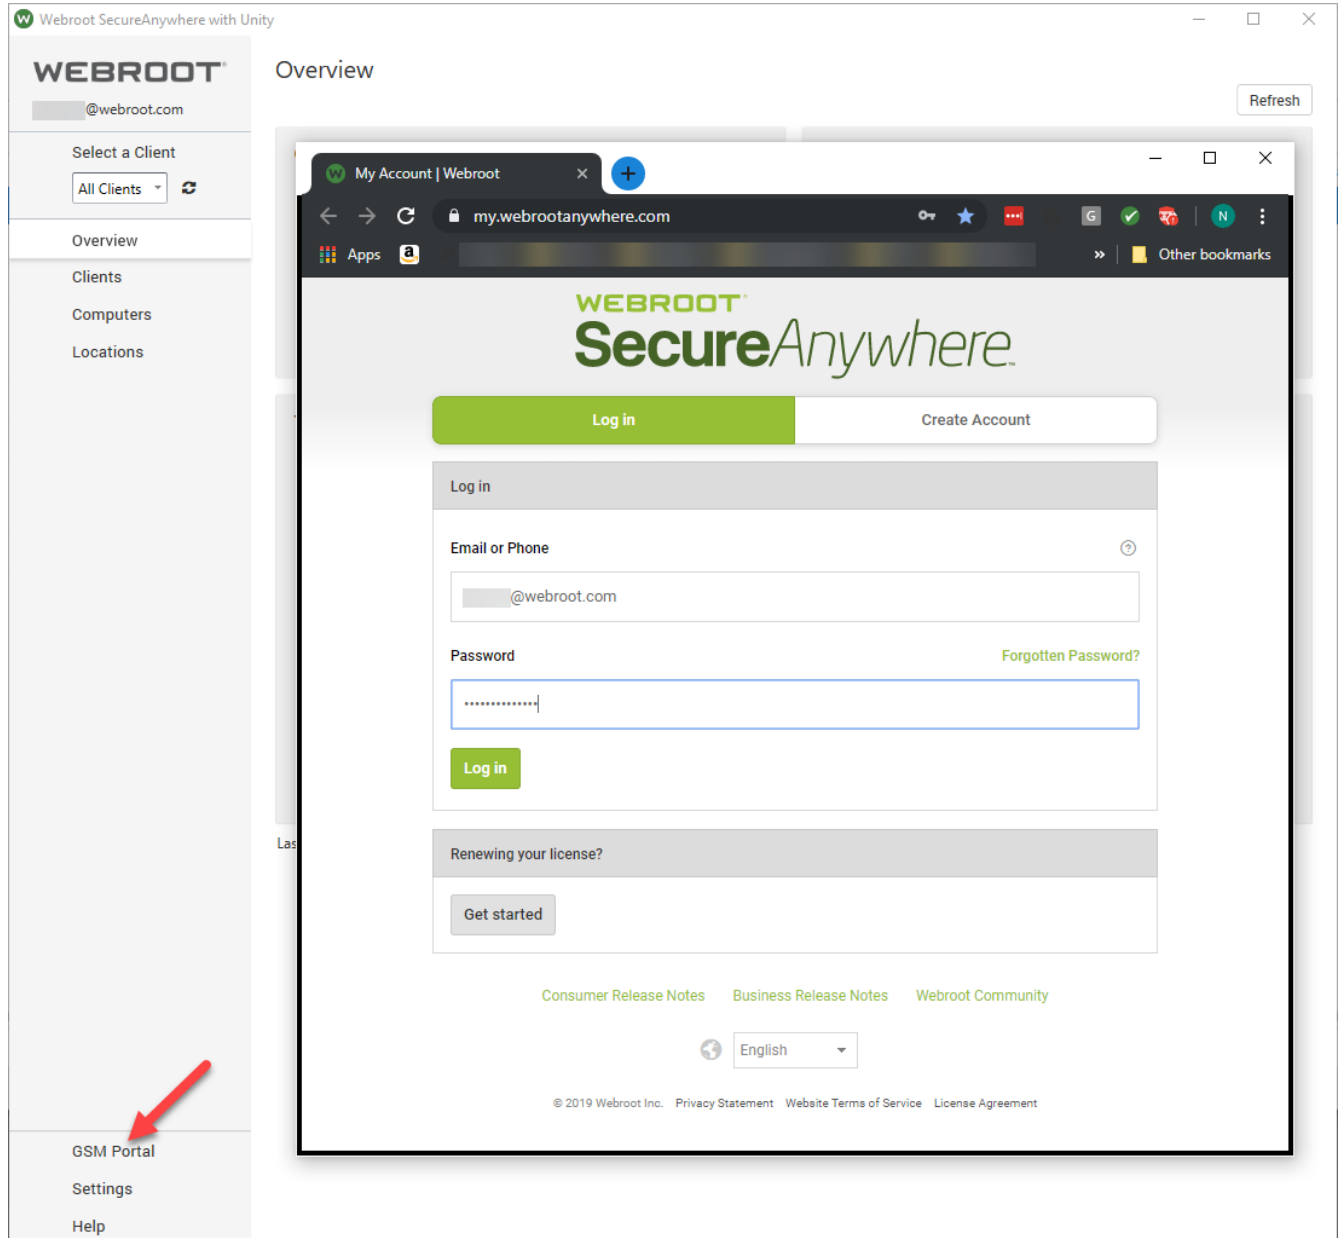 Webroot SecureAnywhere with Unity
WEBROOT
@webroot.com
Select a Client
All Clients
Overview
Clients
Computers
Locations
GSM Portal
Settings
Help
Overview
Refresh
My Account | Webroot
my.webrootanywhere.com
G
N
Apps
a
»
Other bookmarks
WEBROOT
SecureAnywhere
Log in
Create Account
Log in
Email or Phone
?
@webroot.com
Password
Forgotten Password?
Log in
Renewing your license?
Get started
Consumer Release Notes
Business Release Notes
Webroot Community
English
© 2019 Webroot Inc. Privacy Statement Website Terms of Service License Agreement
Las